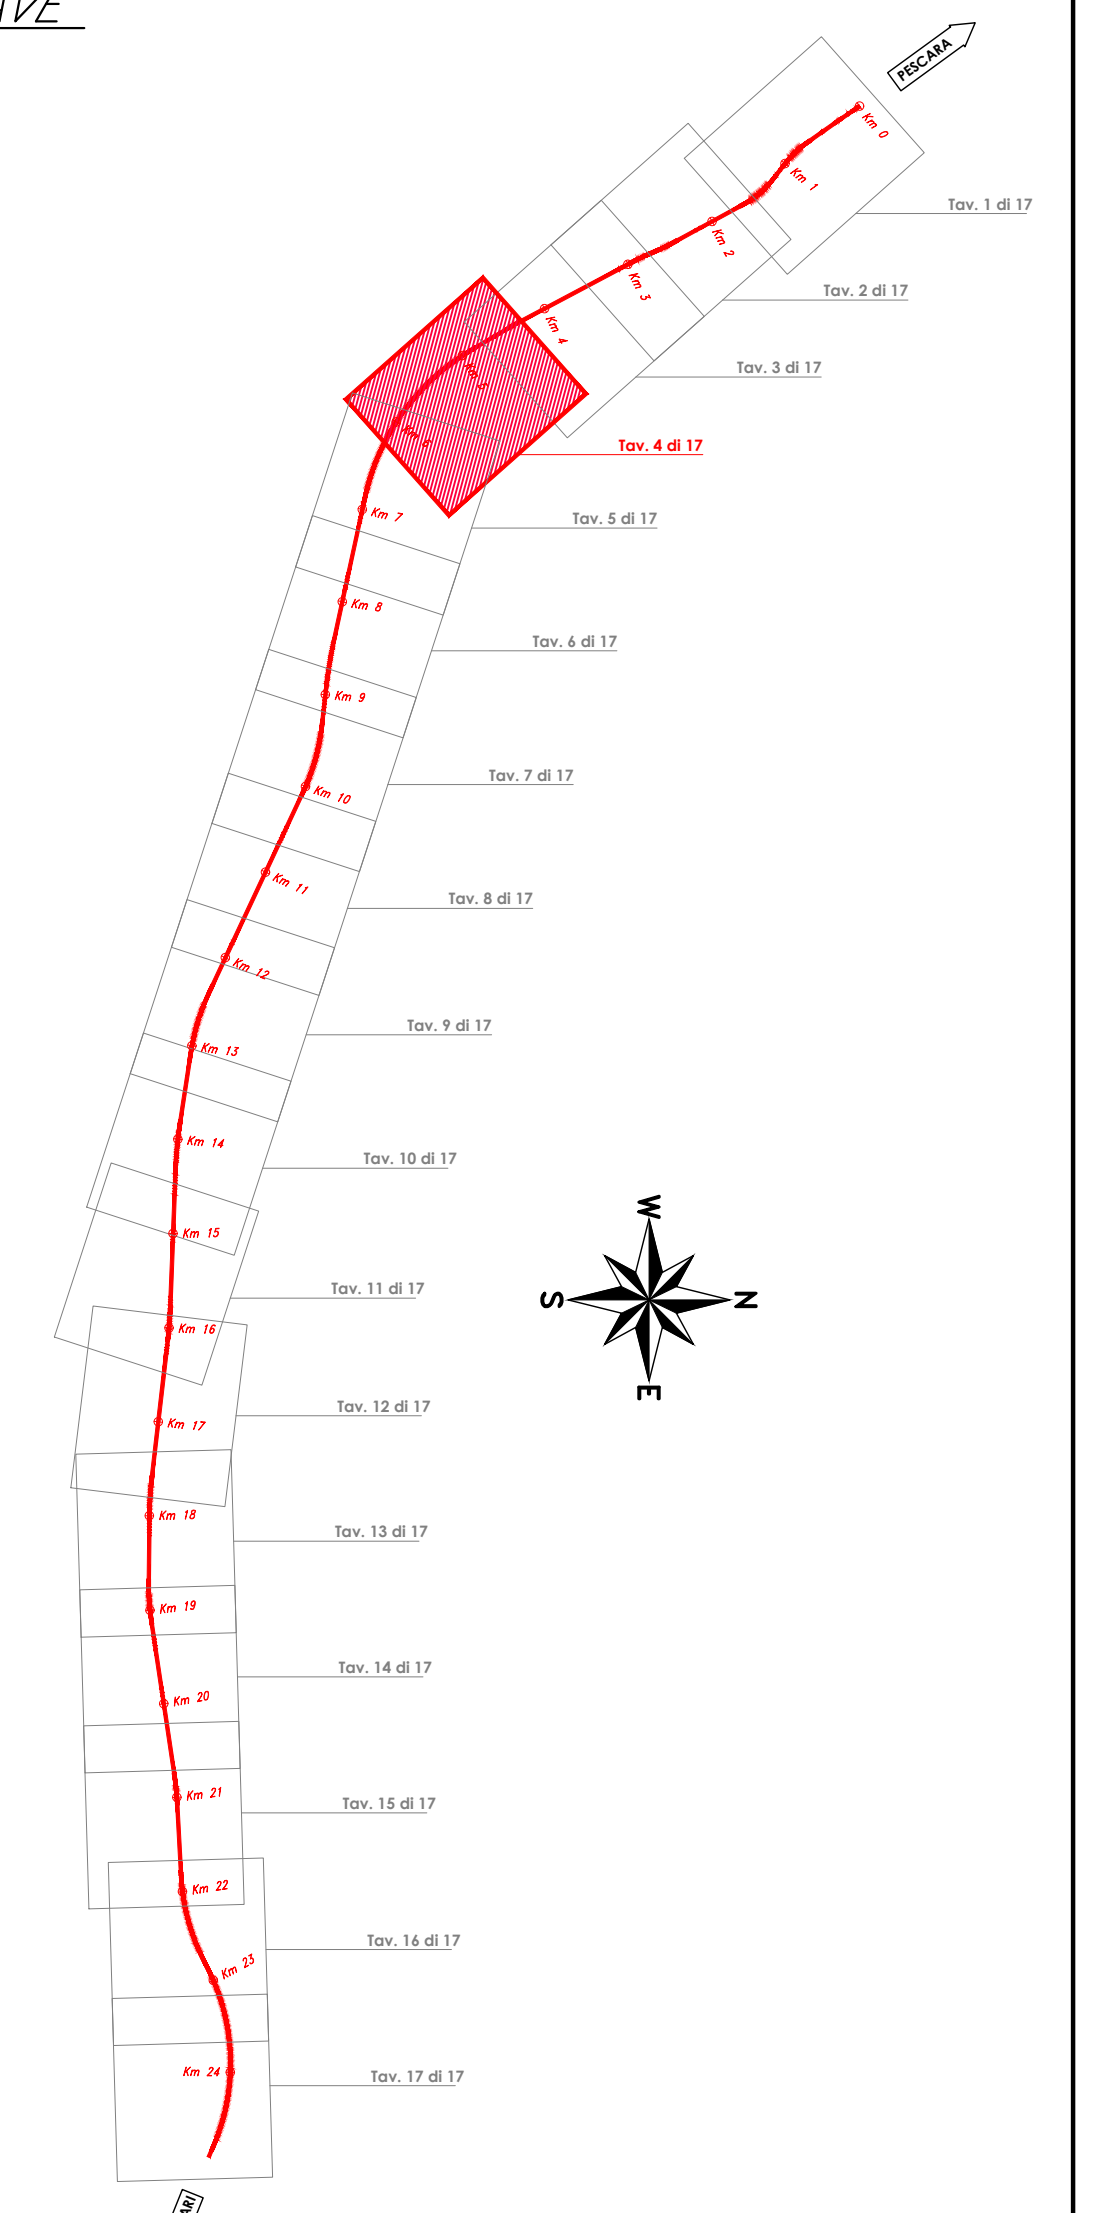 PESCARA
Km 0
Km 1
Tav. 1 di 17
Km 2
Km 3
Tav. 2 di 17
Km 4
Tav. 3 di 17
Km 5
Km 6
Tav. 4 di 17
Km 7
Tav. 5 di 17
Km 8
Tav. 6 di 17
Km 9
Tav. 7 di 17
Km 10
Km 11
Tav. 8 di 17
Km 12
Tav. 9 di 17
Km 13
Km 14
Tav. 10 di 17
W
Km 15
Tav. 11 di 17
S
N
Km 16
E
Tav. 12 di 17
Km 17
Km 18
Tav. 13 di 17
Km 19
Tav. 14 di 17
Km 20
Km 21
Tav. 15 di 17
Km 22
Tav. 16 di 17
Km 23
Km 24
Tav. 17 di 17